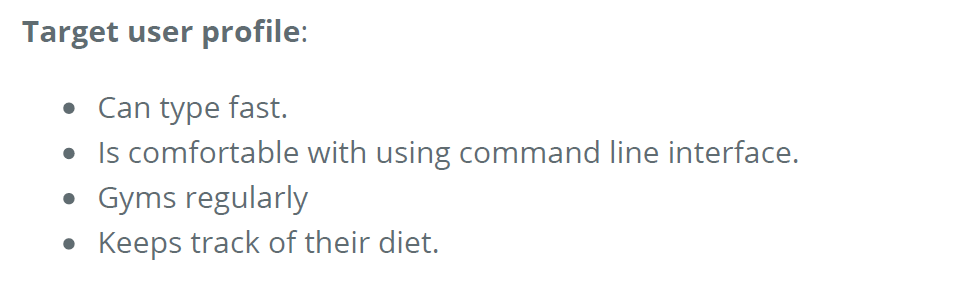 Target user profile:
• Can type fast.
• Is comfortable with using command line interface.
• Gyms regularly
• Keeps track of their diet.